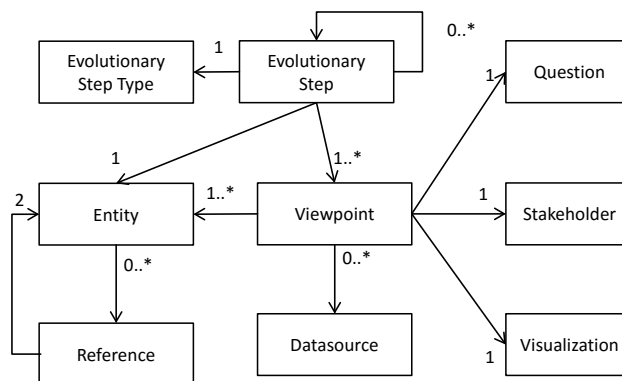 0..*
1
Evolutionary
Step Type
Evolutionary
Step
1
Question
1
1..*
2
1..*
1
Entity
Viewpoint
Stakeholder
0..*
0..*
Reference
Datasource
1
Visualization